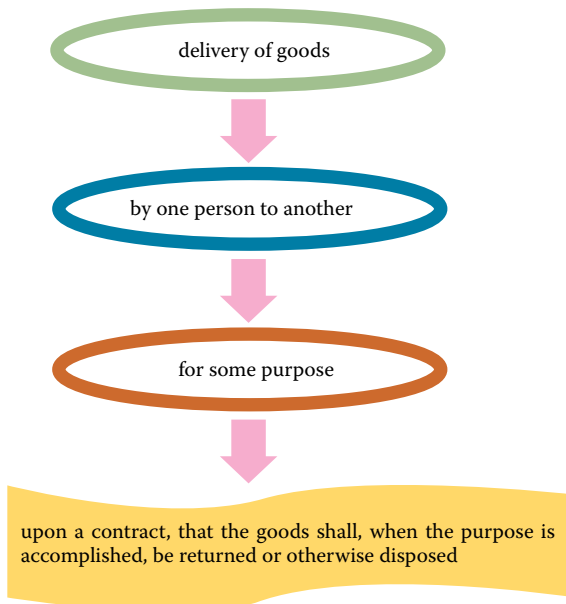 delivery of goods
by one person to another
for some purpose
upon a contract, that the goods shall, when the purpose is
accomplished, be returned or otherwise disposed